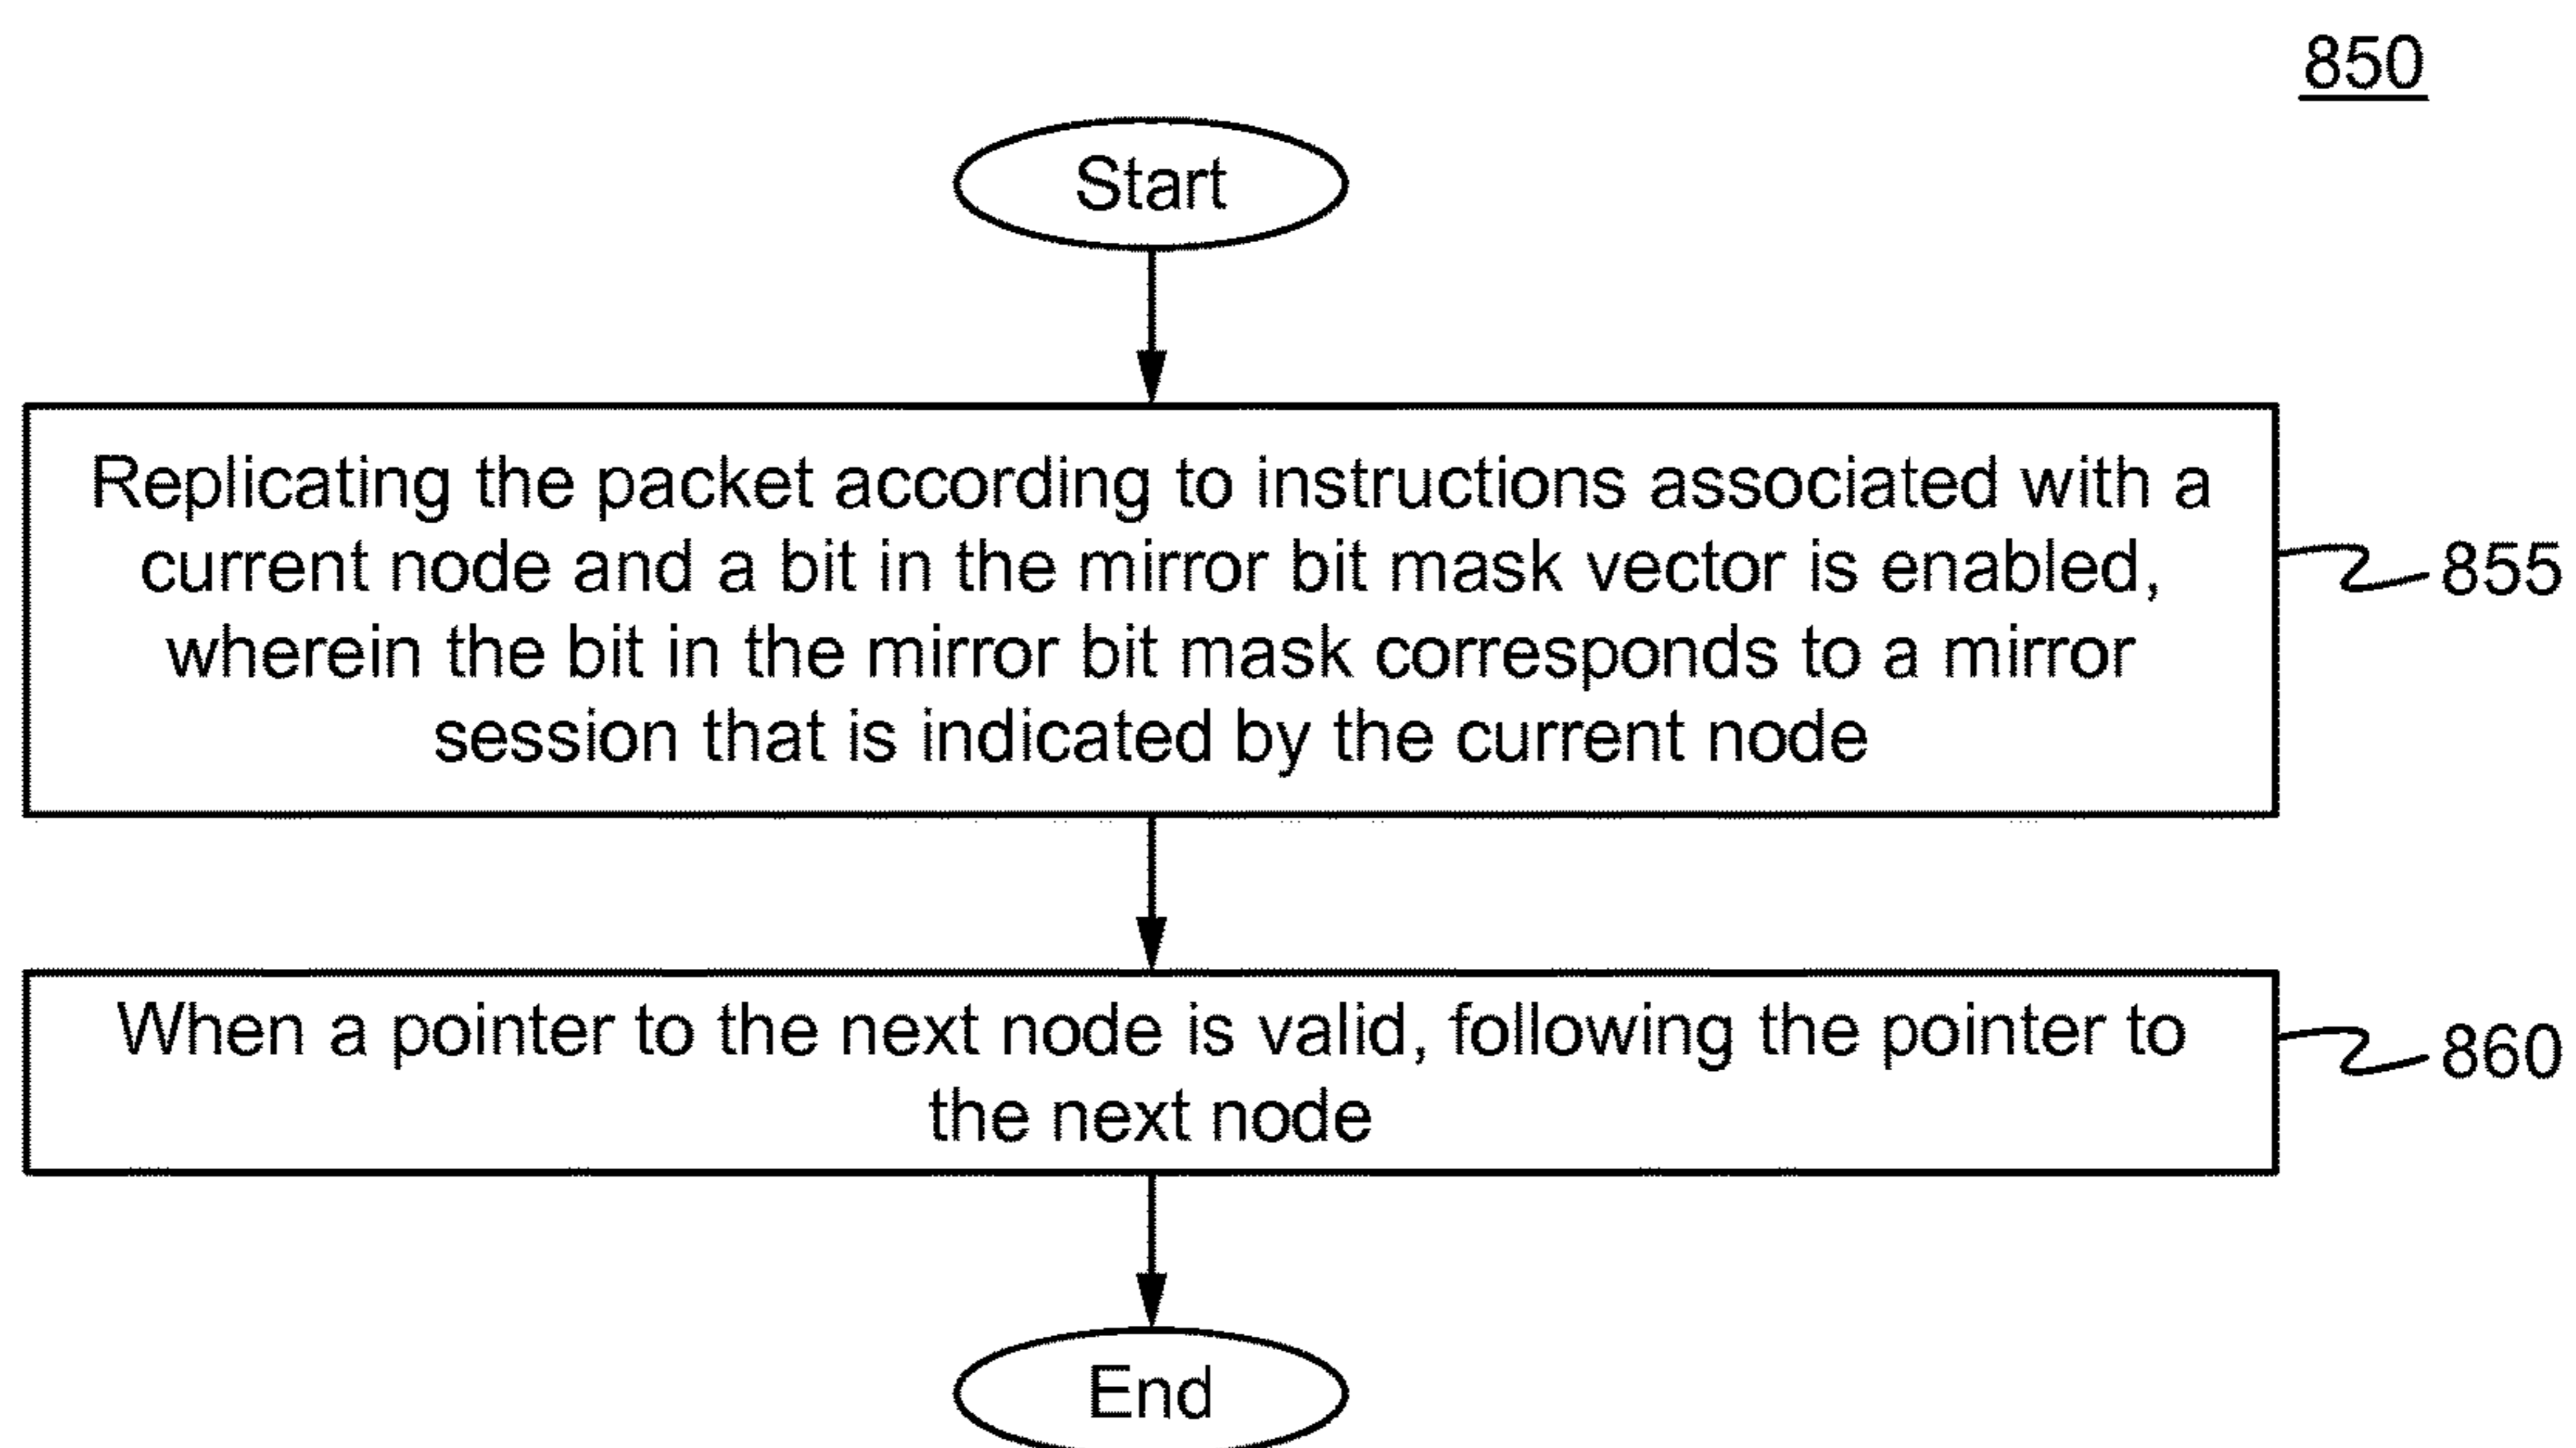 850
Start
Replicating the packet according to instructions associated with a
current node and a bit in the mirror bit mask vector is enabled,
wherein the bit in the mirror bit mask corresponds to a mirror
session that is indicated by the current node
855
When a pointer to the next node is valid, following the pointer to
the next node
860
End